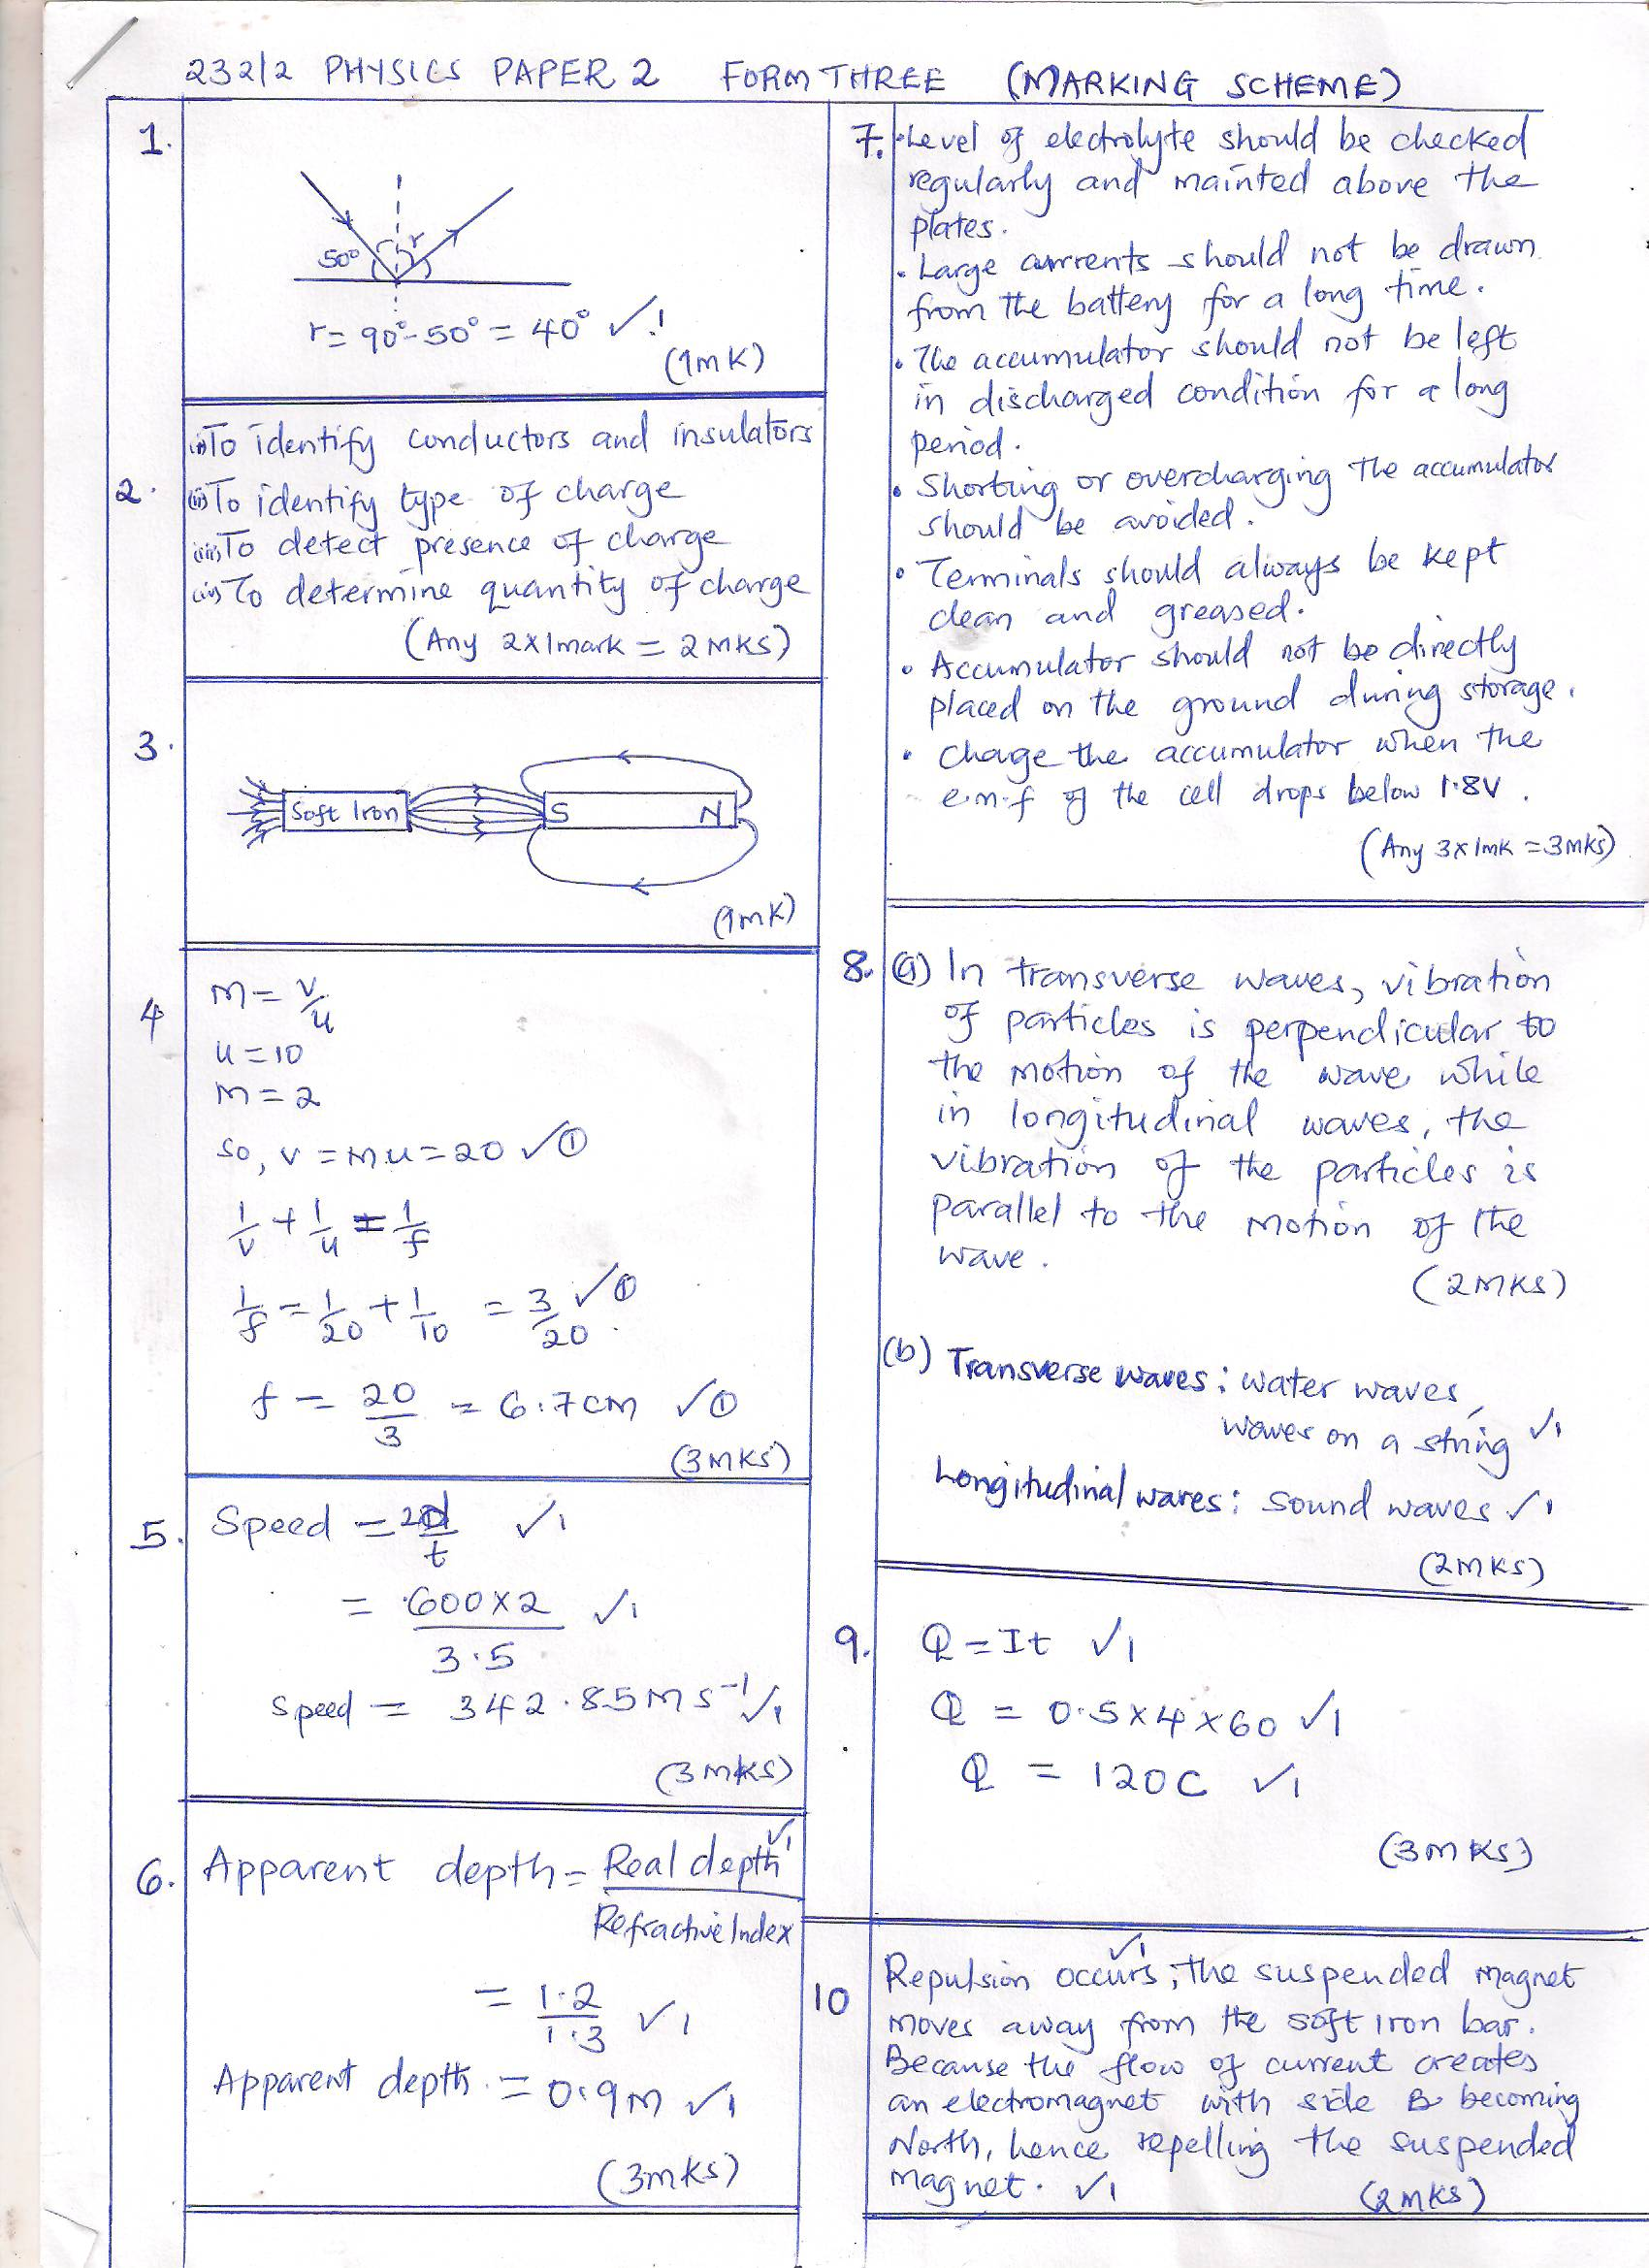 232/2 PHYSICS PAPER 2 FORM THREE (MARKING SCHEME)
1.
50° r
r = 90° - 50° = 40° ✓1
(1mk)
2.
(i) To identify conductors and insulators
(ii) To identify type of charge
(iii) To detect presence of charge
(iv) To determine quantity of charge
(Any 2x1mark = 2MKS)
3.
Soft Iron S N
(1mk)
4
m = v/u
u = 10
m = 2
so, v = mu = 20 ✓①
1/v + 1/u = 1/f
1/f = 1/20 + 1/10 = 3/20 ✓①
f = 20/3 = 6.7cm ✓①
(3MKS)
5.
Speed = 2d/t ✓1
= 600x2 / 3.5 ✓1
Speed = 342.85ms⁻¹ ✓1
(3mks)
6.
Apparent depth = Real depth / Refractive Index ✓1
= 1.2/1.3 ✓1
Apparent depth. = 0.9m ✓1
(3mks)
7.
• Level of electrolyte should be checked
regularly and mainted above the
plates.
• Large currents should not be drawn
from the battery for a long time.
• The accumulator should not be left
in discharged condition for a long
period.
• Shorting or overcharging the accumulator
should be avoided.
• Terminals should always be kept
clean and greased.
• Accumulator should not be directly
placed on the ground during storage.
• Charge the accumulator when the
e.m.f of the cell drops below 1.8V.
(Any 3x1mk = 3mks)
8.
(a) In transverse waves, vibration
of particles is perpendicular to
the motion of the wave while
in longitudinal waves, the
vibration of the particles is
parallel to the motion of the
wave.
(2MKS)
(b) Transverse waves: water waves,
waves on a string ✓1
Longitudinal waves: sound waves ✓1
(2MKS)
9.
Q = It ✓1
Q = 0.5x4x60 ✓1
Q = 120C ✓1
(3mks)
10
Repulsion occurs ✓1; the suspended magnet
moves away from the soft iron bar.
Because the flow of current creates
an electromagnet with side B becoming
North, hence repelling the suspended
magnet. ✓1
(2mks)